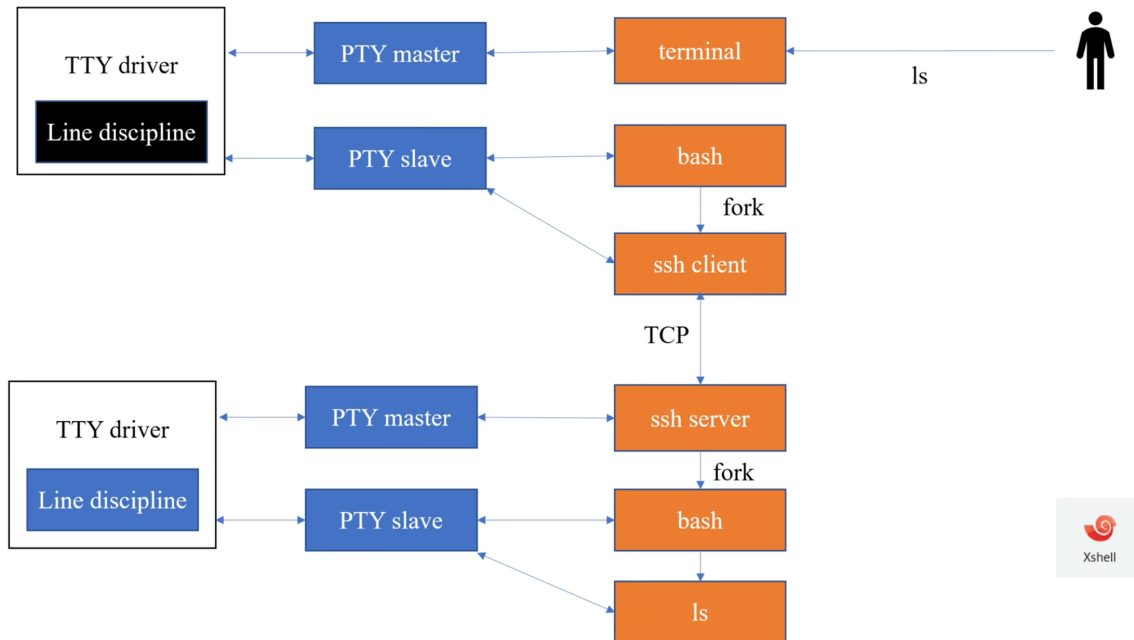 TTY driver
Line discipline
PTY master
terminal
ls
PTY slave
bash
fork
ssh client
TCP
TTY driver
Line discipline
PTY master
ssh server
fork
PTY slave
bash
ls
Xshell